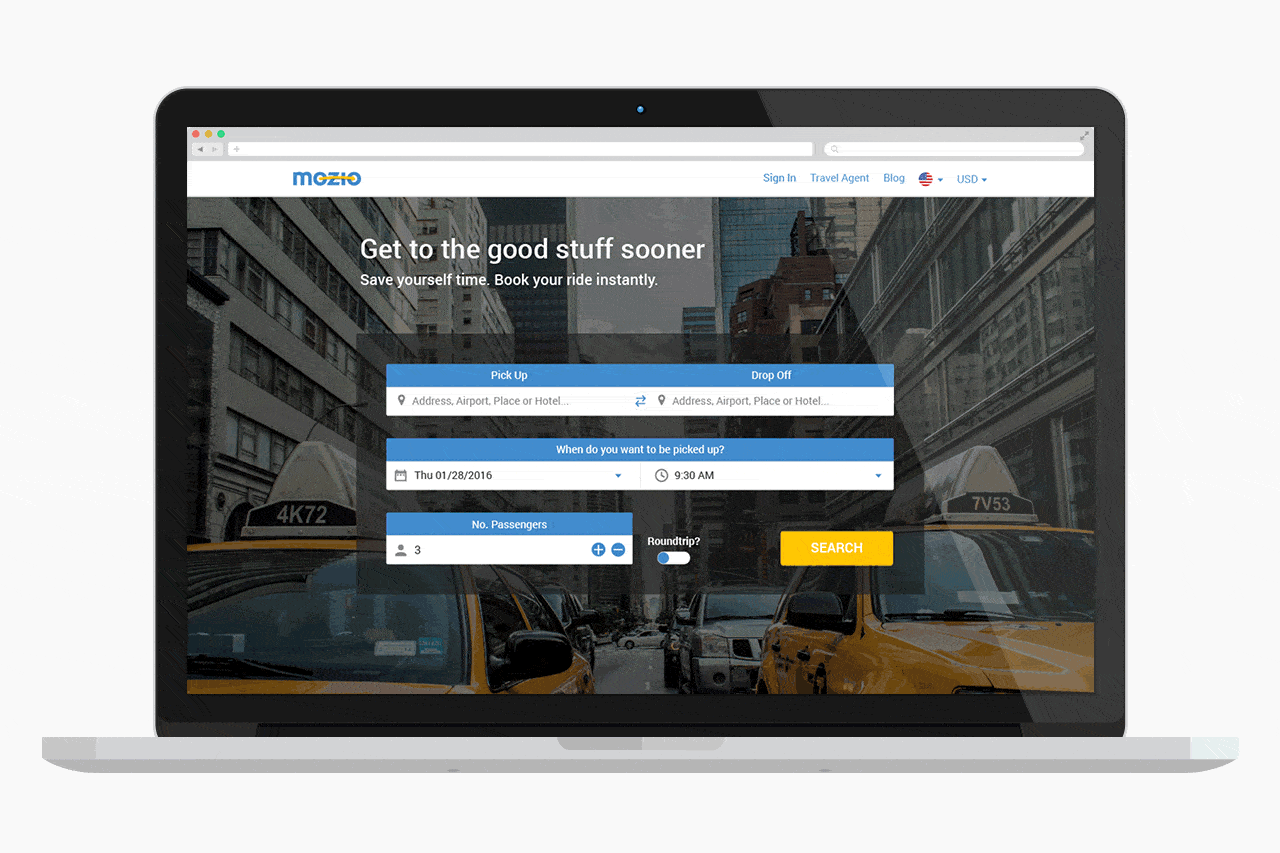 mozio
Sign In Travel Agent Blog USD
Get to the good stuff sooner
Save yourself time. Book your ride instantly.
Pick Up Drop Off
Address, Airport, Place or Hotel... Address, Airport, Place or Hotel...
When do you want to be picked up?
Thu 01/28/2016 9:30 AM
4K72
7V53
No. Passengers
3
Roundtrip?
SEARCH